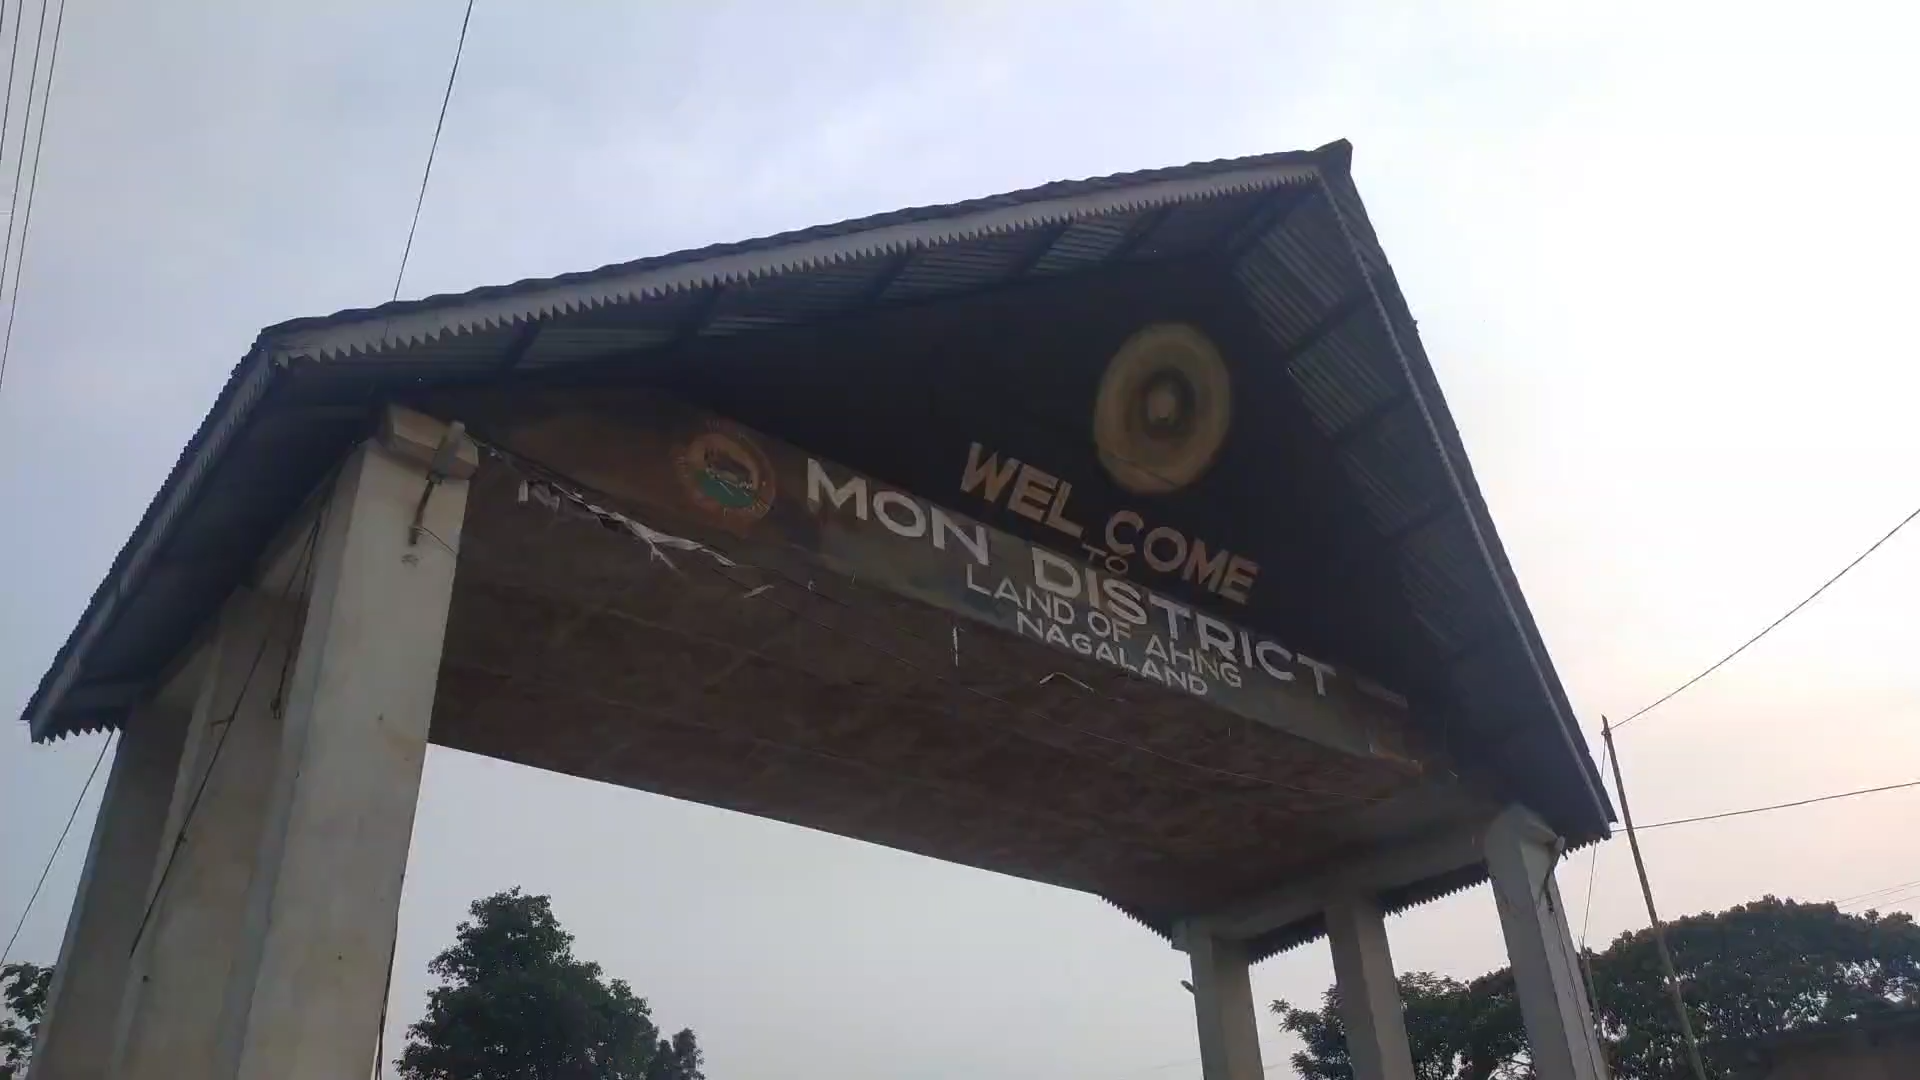 WEL COME
TO
MON DISTRICT
LAND OF AHNG
NAGALAND